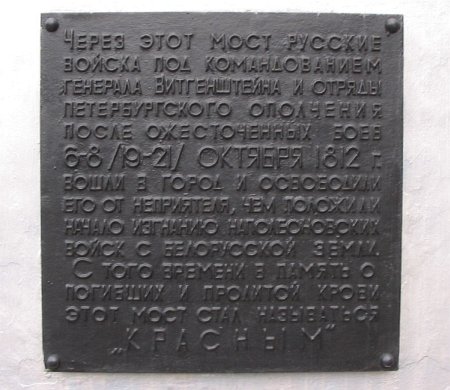 Через этот мост русские
войска под командованием
генерала Витгенштейна и отряды
петербургского ополчения
после ожесточенных боев
6-8 /19-21/ октября 1812 г.
вошли в город и освободили
его от неприятеля, чем положили
начало изгнанию наполеоновских
войск с белорусской земли.
С того времени в память о
погибших и пролитой крови
этот мост стал называться
„КРАСНЫМ”